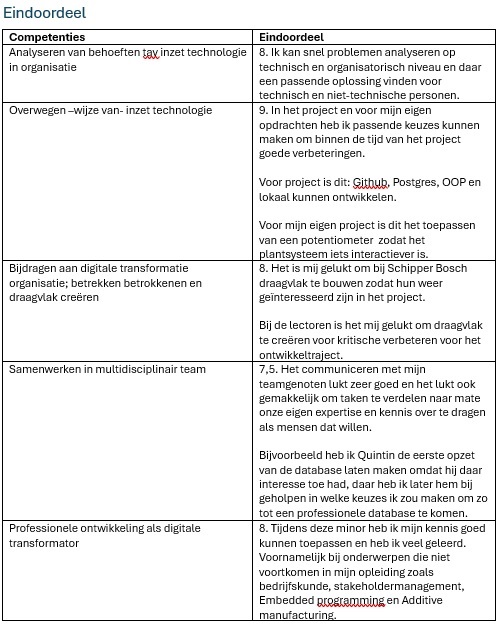 Eindoordeel
Competenties
Eindoordeel
Analyseren van behoeften tav inzet technologie
in organisatie
8. Ik kan snel problemen analyseren op
technisch en organisatorisch niveau en daar
een passende oplossing vinden voor
technisch en niet-technische personen.
Overwegen –wijze van- inzet technologie
9. In het project en voor mijn eigen
opdrachten heb ik passende keuzes kunnen
maken om binnen de tijd van het project
goede verbeteringen.
Voor project is dit: Github, Postgres, OOP en
lokaal kunnen ontwikkelen.
Voor mijn eigen project is dit het toepassen
van een potentiometer zodat het
plantsysteem iets interactiever is.
Bijdragen aan digitale transformatie
organisatie; betrekken betrokkenen en
draagvlak creëren
8. Het is mij gelukt om bij Schipper Bosch
draagvlak te bouwen zodat hun weer
geïnteresseerd zijn in het project.
Bij de lectoren is het mij gelukt om draagvlak
te creëren voor kritische verbeteren voor het
ontwikkeltraject.
Samenwerken in multidisciplinair team
7,5. Het communiceren met mijn
teamgenoten lukt zeer goed en het lukt ook
gemakkelijk om taken te verdelen naar mate
onze eigen expertise en kennis over te dragen
als mensen dat willen.
Bijvoorbeeld heb ik Quintin de eerste opzet
van de database laten maken omdat hij daar
interesse toe had, daar heb ik later hem bij
geholpen in welke keuzes ik zou maken om zo
tot een professionele database te komen.
Professionele ontwikkeling als digitale
transformator
8. Tijdens deze minor heb ik mijn kennis goed
kunnen toepassen en heb ik veel geleerd.
Voornamelijk bij onderwerpen die niet
voortkomen in mijn opleiding zoals
bedrijfskunde, stakeholdermanagement,
Embedded programming en Additive
manufacturing.